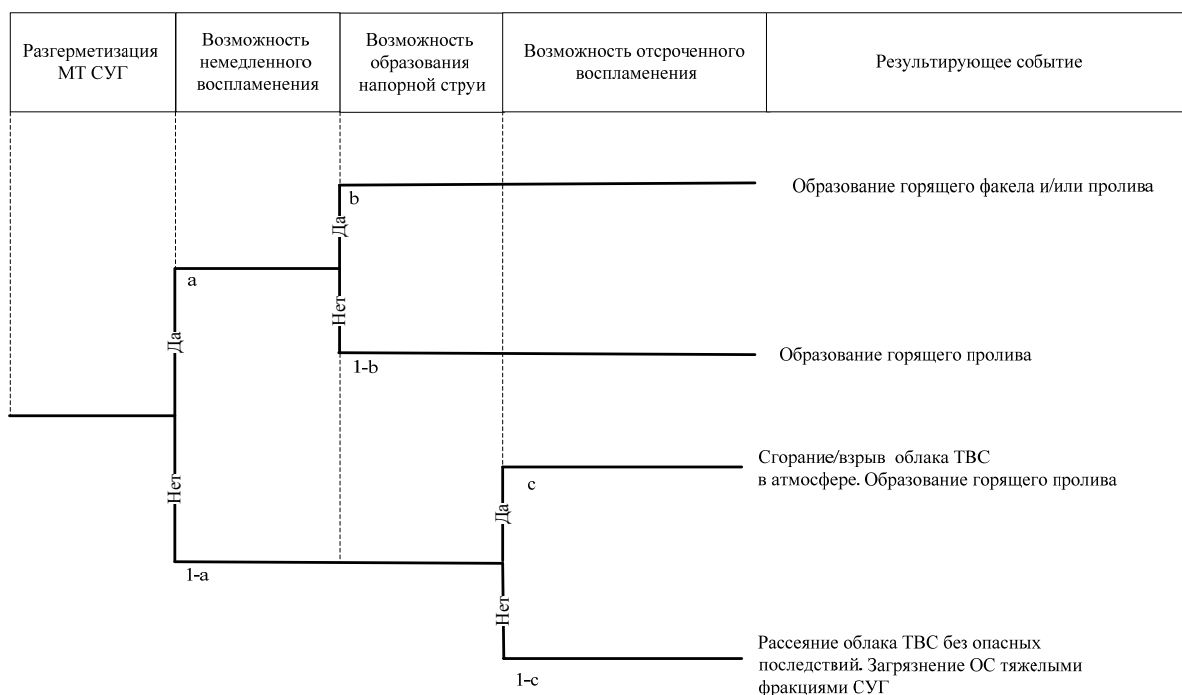 Разгерметизация
МТ СУГ
Возможность
немедленного
воспламенения
Возможность
образования
напорной струи
Возможность отсроченного
воспламенения
Результирующее событие
b
Да
Образование горящего факела и/или пролива
a
Да
Нет
1-b
Образование горящего пролива
Нет
1-a
c
Да
Сгорание/взрыв облака ТВС
в атмосфере. Образование горящего пролива
Нет
1-c
Рассеяние облака ТВС без опасных
последствий. Загрязнение ОС тяжелыми
фракциями СУГ